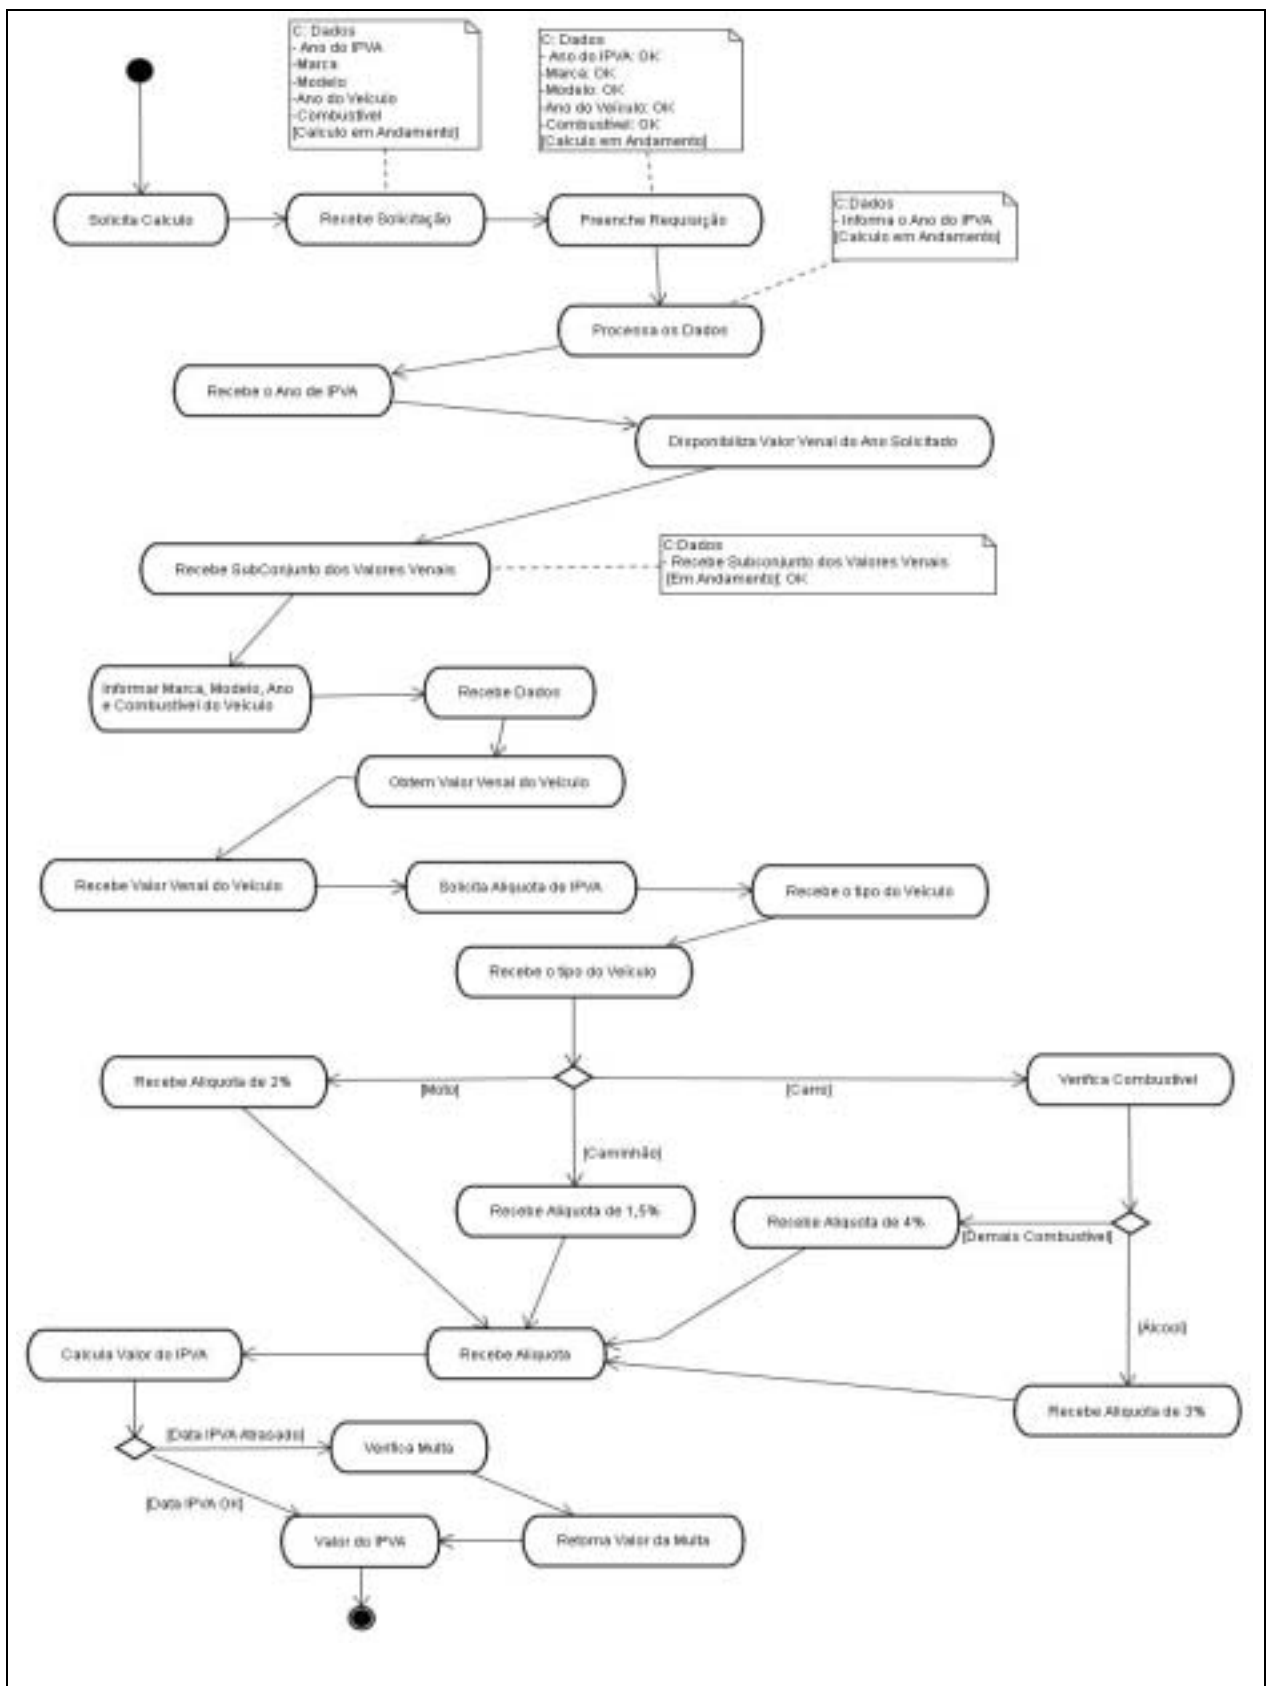 C: Dados
- Ano do IPVA
-Marca
-Modelo
-Ano do Veículo
-Combustível
[Calculo em Andamento]
C: Dados
- Ano do IPVA: OK
-Marca: OK
-Modelo: OK
-Ano do Veículo: OK
-Combustível: OK
[Calculo em Andamento]
Solicita Calculo
Recebe Solicitação
Preenche Requisição
C:Dados
- Informa o Ano do IPVA
[Calculo em Andamento]
Processa os Dados
Recebe o Ano de IPVA
Disponibiliza Valor Venal do Ano Solicitado
Recebe SubConjunto dos Valores Venais
C:Dados
- Recebe Subconjunto dos Valores Venais
[Em Andamento]: OK
Informar Marca, Modelo, Ano
e Combustível do Veículo
Recebe Dados
Obtem Valor Venal do Veículo
Recebe Valor Venal do Veículo
Solicita Aliquota de IPVA
Recebe o tipo do Veículo
Recebe o tipo do Veículo
Recebe Aliquota de 2%
[Moto]
[Carro]
Verifica Combustível
[Caminhão]
Recebe Aliquota de 1,5%
Recebe Aliquota de 4%
[Demais Combustível]
[Álcool]
Calcula Valor do IPVA
Recebe Aliquota
Recebe Aliquota de 3%
[Data IPVA Atrasado]
Verifica Multa
[Data IPVA OK]
Valor do IPVA
Retorna Valor da Multa